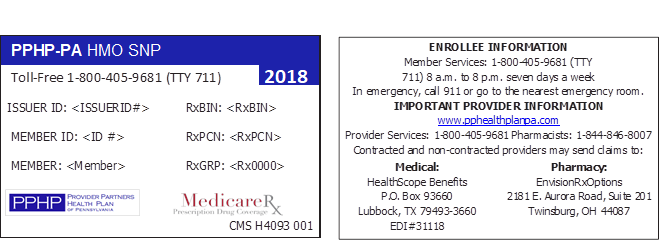 PPHP-PA HMO SNP
Toll-Free 1-800-405-9681 (TTY 711)
2018
ISSUER ID: <ISSUERID#>
RxBIN: <RxBIN>
MEMBER ID: <ID #>
RxPCN: <RxPCN>
MEMBER: <Member>
RxGRP: <Rx0000>
PPHP
PROVIDER PARTNERS
HEALTH PLAN
OF PENNSYLVANIA
MedicareRx
Prescription Drug Coverage
CMS H4093 001
ENROLLEE INFORMATION
Member Services: 1-800-405-9681 (TTY
711) 8 a.m. to 8 p.m. seven days a week
In emergency, call 911 or go to the nearest emergency room.
IMPORTANT PROVIDER INFORMATION
www.pphealthplanpa.com
Provider Services: 1-800-405-9681 Pharmacists: 1-844-846-8007
Contracted and non-contracted providers may send claims to:
Medical:
HealthScope Benefits
P.O. Box 93660
Lubbock, TX 79493-3660
EDI#31118
Pharmacy:
EnvisionRxOptions
2181 E. Aurora Road, Suite 201
Twinsburg, OH 44087